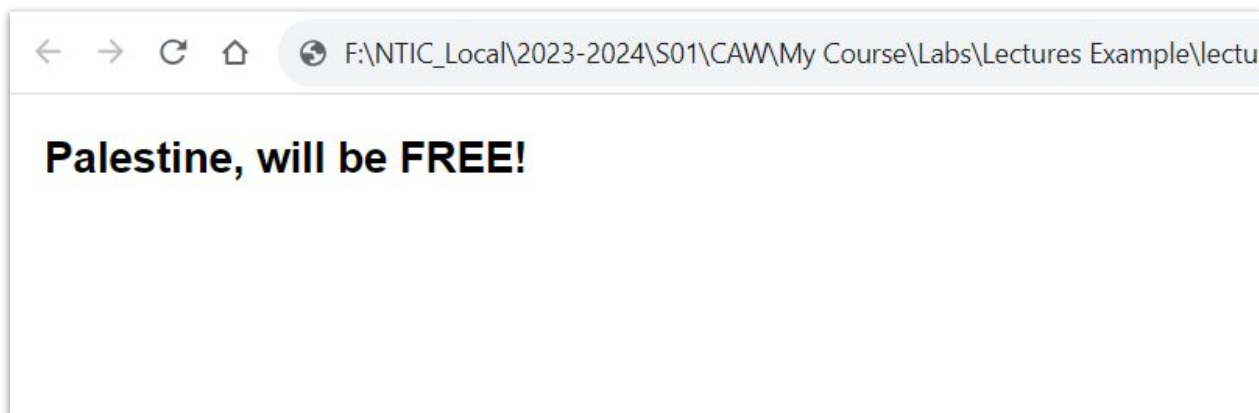 F:\NTIC_Local\2023-2024\S01\CAW\My Course\Labs\Lectures Example\lectu
Palestine, will be FREE!